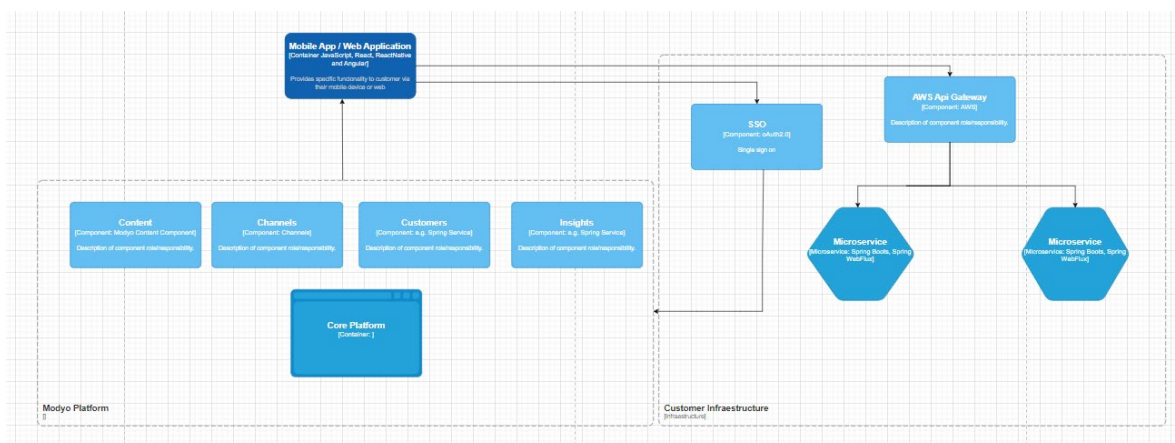 Mobile App / Web Application
[Container JavaScript, React, ReactNative
and Angular]
Provides specific funcionality to customer via
their mobile device or web
AWS Api Gateway
[Component: AWS]
Description of component role/responsibility.
SSO
[Component: oAuth2.0]
Single sign on
Content
[Component: Modyo Content Component]
Description of component role/responsibility.
Channels
[Component: Channels]
Description of component role/responsibility.
Customers
[Component: e.g. Spring Service]
Description of component role/responsibility.
Insights
[Component: e.g. Spring Service]
Description of component role/responsibility.
Microservice
[Microservice: Spring Boots, Spring
WebFlux]
Microservice
[Microservice: Spring Boots, Spring
WebFlux]
Core Platform
[Container: ]
Modyo Platform
[]
Customer Infraestructure
[Infraestructure]